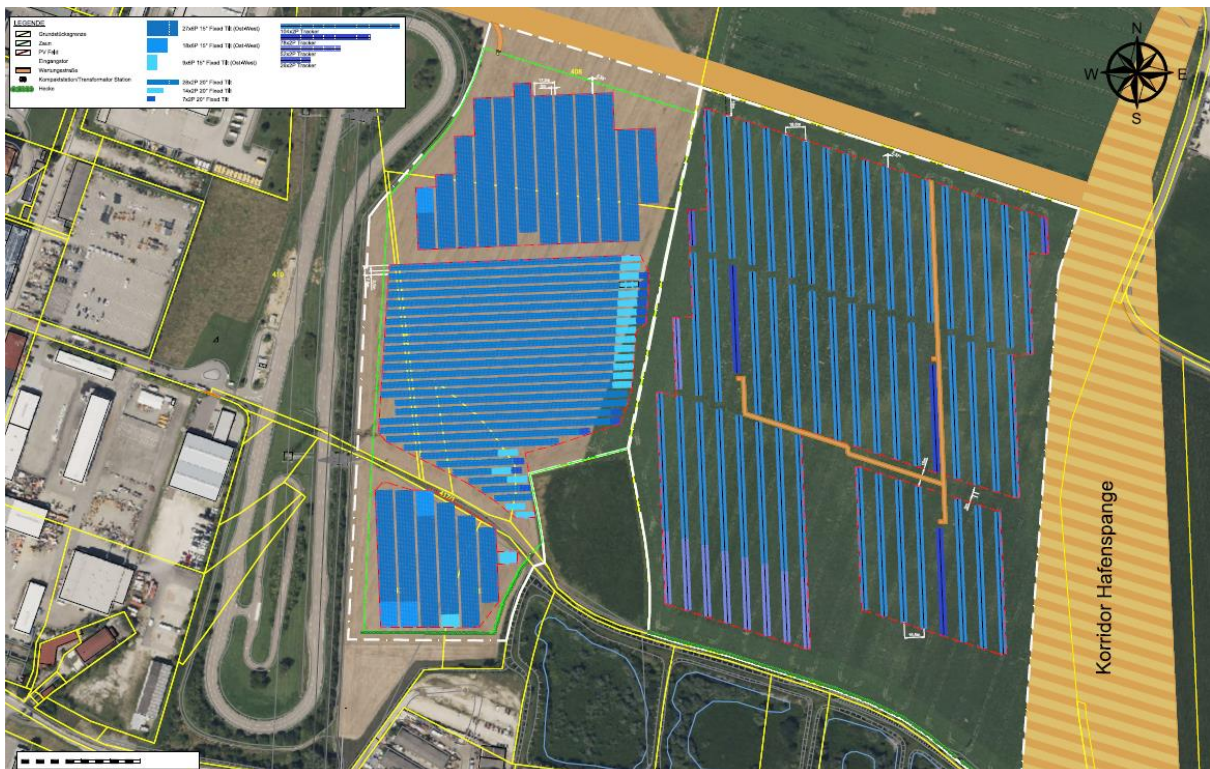 LEGENDE
Grundstücksgrenze
Zaun
PV Feld
Eingangstor
Wartungsstraße
Kompaktstation/Transformator Station
Hecke
27x6P 15° Fixed Tilt (Ost+West)
18x6P 15° Fixed Tilt (Ost+West)
9x6P 15° Fixed Tilt (Ost+West)
28x2P 20° Fixed Tilt
14x2P 20° Fixed Tilt
7x2P 20° Fixed Tilt
104x2P Tracker
78x2P Tracker
52x2P Tracker
26x2P Tracker
N
W
E
S
Korridor Hafenspange